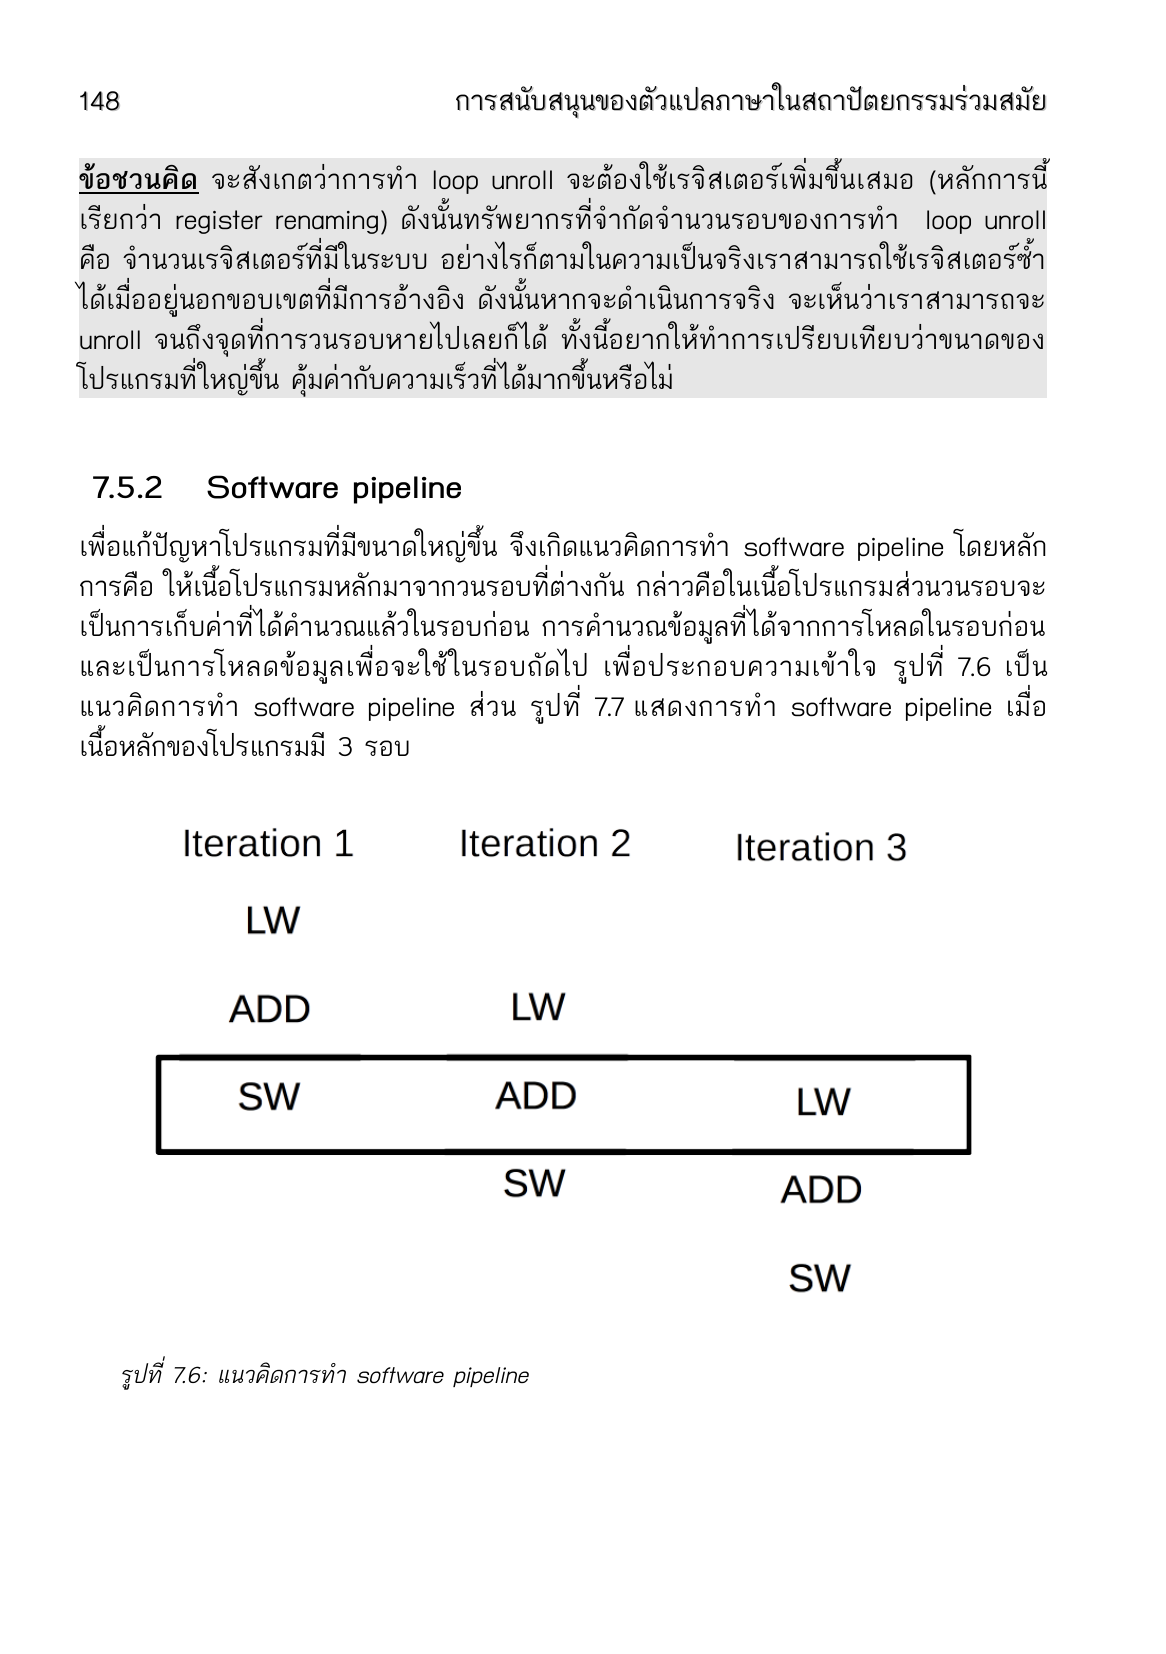 148 การสนับสนุนของตัวแปลภาษาในสถาปัตยกรรมร่วมสมัย
ข้อชวนคิด จะสังเกตว่าการทำ loop unroll จะต้องใช้เรจิสเตอร์เพิ่มขึ้นเสมอ (หลักการนี้
เรียกว่า register renaming) ดังนั้นทรัพยากรที่จำกัดจำนวนรอบของการทำ loop unroll
คือ จำนวนเรจิสเตอร์ที่มีในระบบ อย่างไรก็ตามในความเป็นจริงเราสามารถใช้เรจิสเตอร์ซ้ำ
ได้เมื่ออยู่นอกขอบเขตที่มีการอ้างอิง ดังนั้นหากจะดำเนินการจริง จะเห็นว่าเราสามารถจะ
unroll จนถึงจุดที่การวนรอบหายไปเลยก็ได้ ทั้งนี้อยากให้ทำการเปรียบเทียบว่าขนาดของ
โปรแกรมที่ใหญ่ขึ้น คุ้มค่ากับความเร็วที่ได้มากขึ้นหรือไม่
7.5.2 Software pipeline
เพื่อแก้ปัญหาโปรแกรมที่มีขนาดใหญ่ขึ้น จึงเกิดแนวคิดการทำ software pipeline โดยหลัก
การคือ ให้เนื้อโปรแกรมหลักมาจากวนรอบที่ต่างกัน กล่าวคือในเนื้อโปรแกรมส่วนวนรอบจะ
เป็นการเก็บค่าที่ได้คำนวณแล้วในรอบก่อน การคำนวณข้อมูลที่ได้จากการโหลดในรอบก่อน
และเป็นการโหลดข้อมูลเพื่อจะใช้ในรอบถัดไป เพื่อประกอบความเข้าใจ รูปที่ 7.6 เป็น
แนวคิดการทำ software pipeline ส่วน รูปที่ 7.7 แสดงการทำ software pipeline เมื่อ
เนื้อหลักของโปรแกรมมี 3 รอบ
Iteration 1 Iteration 2 Iteration 3
LW
ADD LW
SW ADD LW
SW ADD
SW
รูปที่ 7.6: แนวคิดการทำ software pipeline